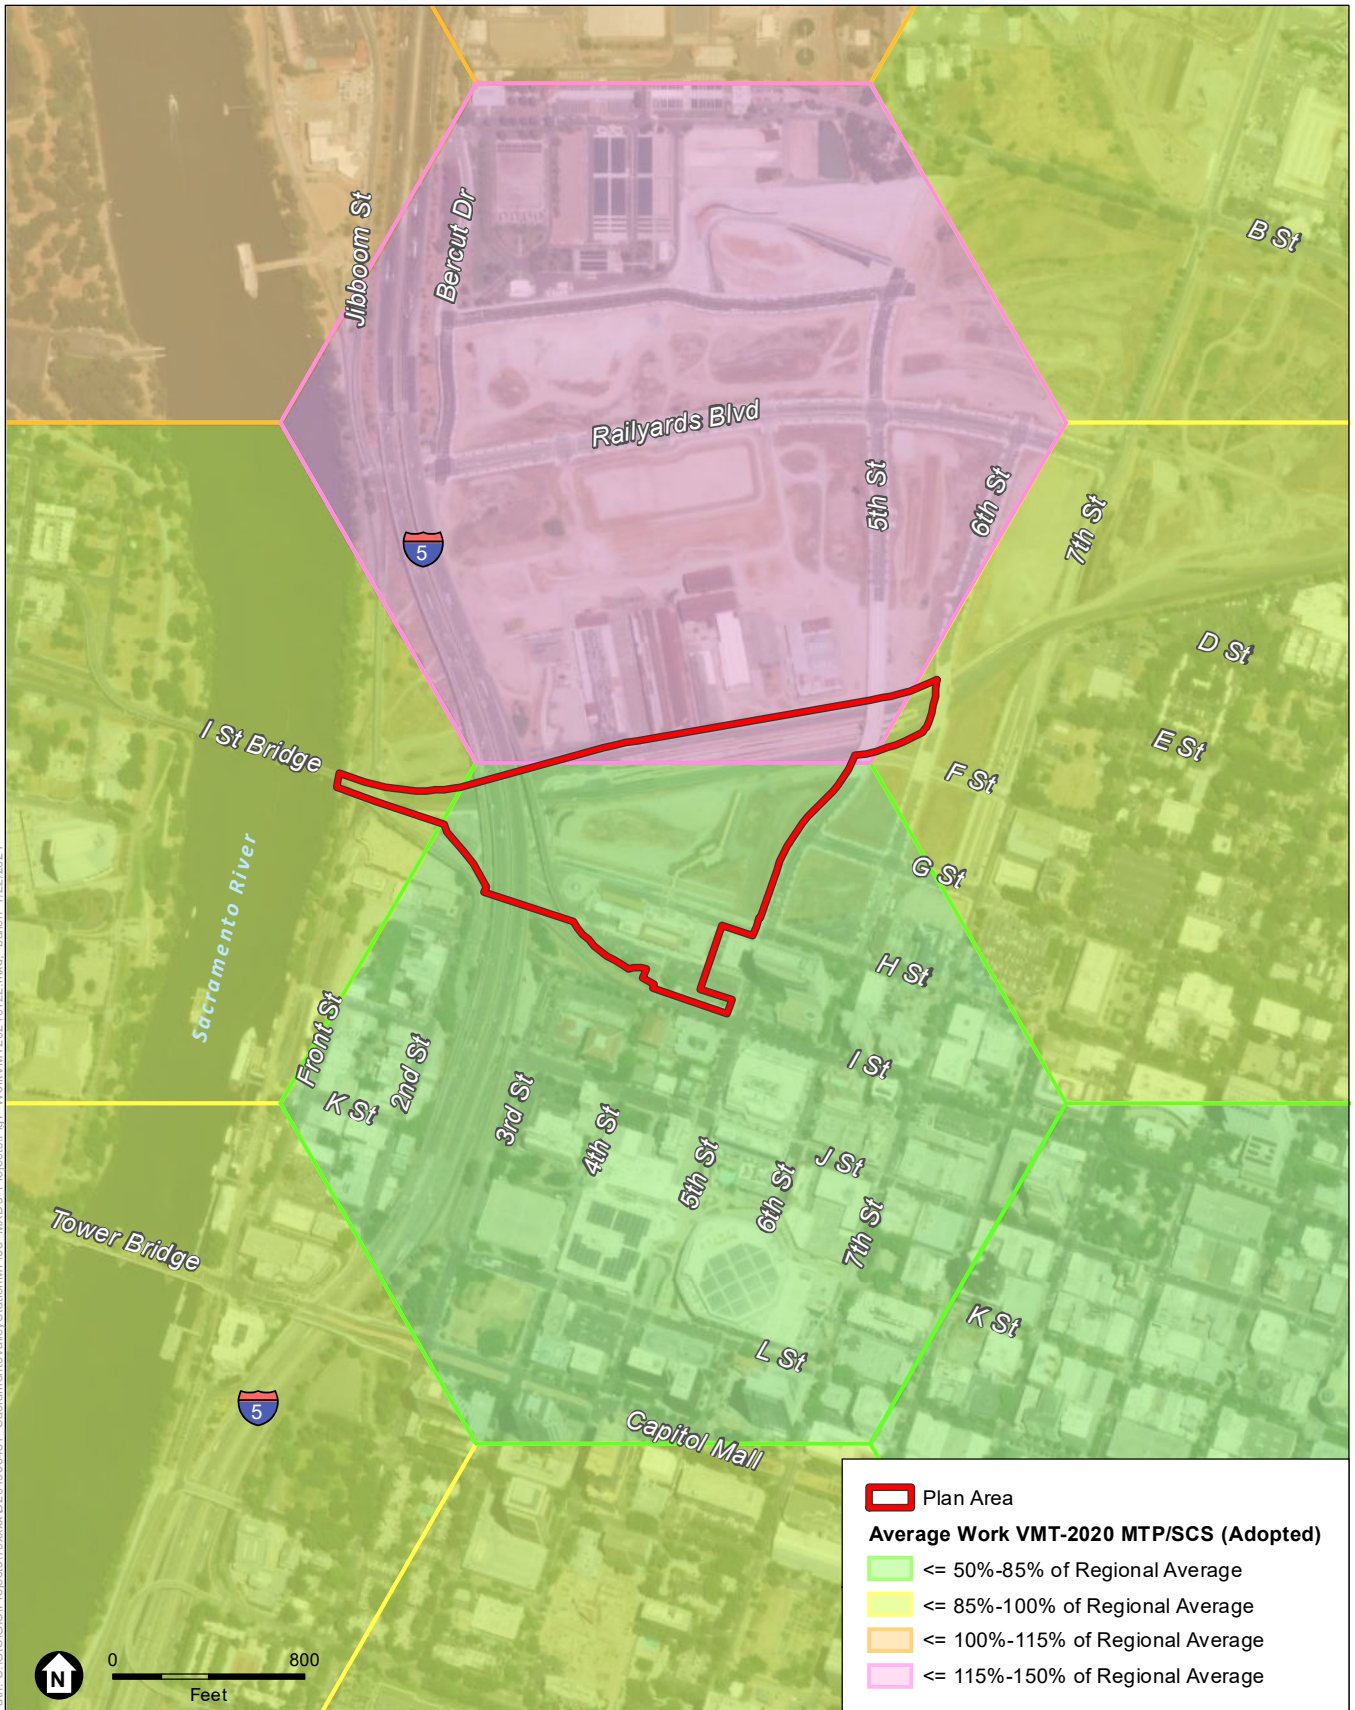 B St
Jibboom St
Bercut Dr
Railyards Blvd
5th St
6th St
7th St
5
D St
E St
F St
I St Bridge
G St
Sacramento River
H St
Front St
2nd St
K St
3rd St
4th St
5th St
6th St
I St
J St
7th St
Tower Bridge
K St
L St
5
Capitol Mall
Plan Area
Average Work VMT-2020 MTP/SCS (Adopted)
<= 50%-85% of Regional Average
<= 85%-100% of Regional Average
<= 100%-115% of Regional Average
<= 115%-150% of Regional Average
N
0 800
Feet